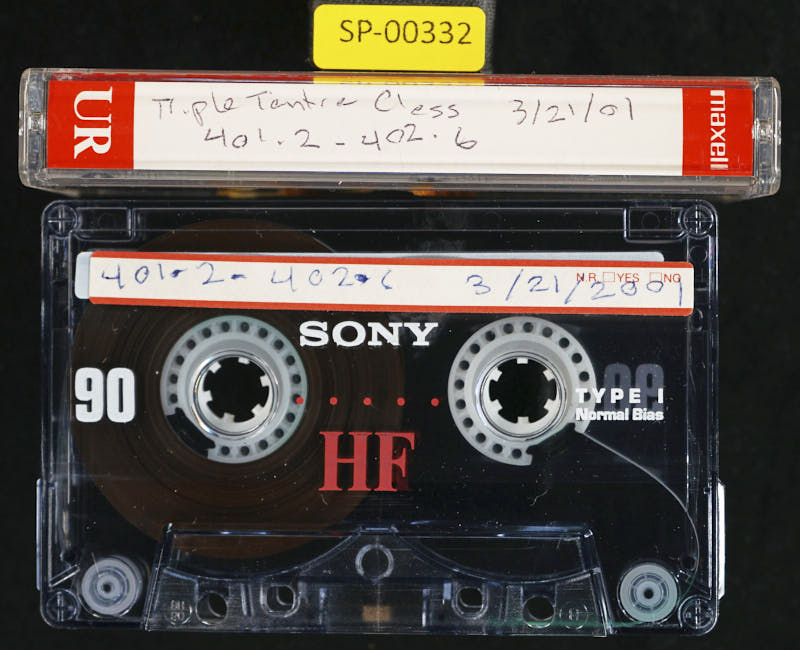 SP-00332
UR
Triple Tantra Class 3/21/01
401.2 - 402.6
maxell
401.2 - 402.6 3/21/2001
N.R. YES NO
SONY
90
TYPE I
Normal Bias
HF